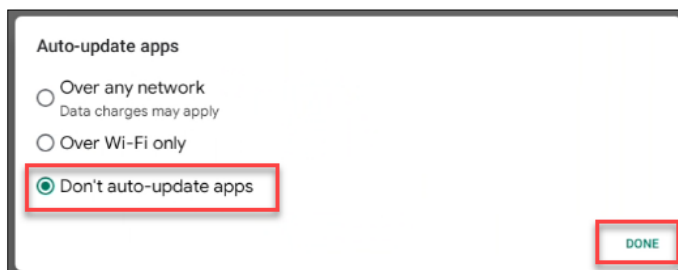 Auto-update apps
Over any network
Data charges may apply
Over Wi-Fi only
Don't auto-update apps
DONE